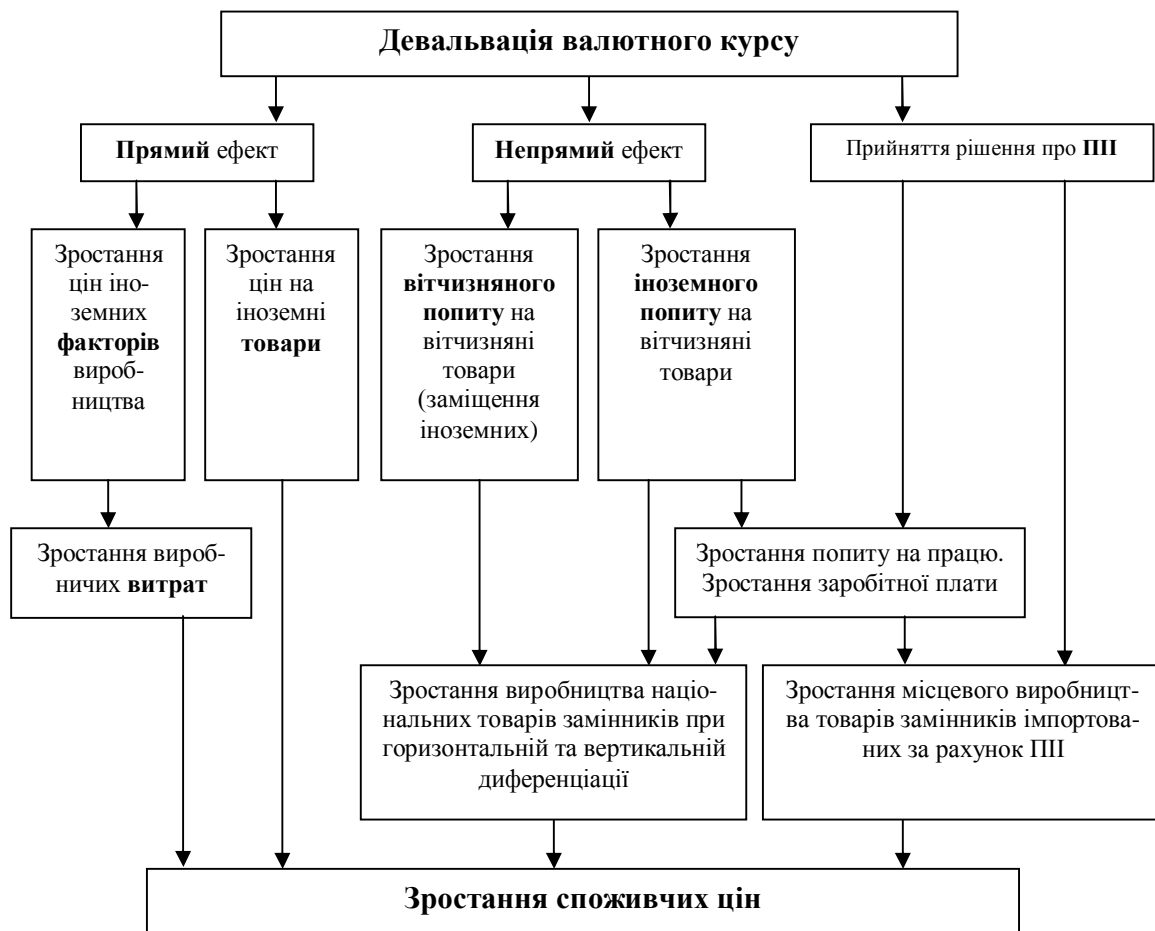 Девальвація валютного курсу
Прямий ефект
Непрямий ефект
Прийняття рішення про ПІІ
Зростання
цін іно-
земних
факторів
вироб-
ництва
Зростання
цін на
іноземні
товари
Зростання
вітчизняного
попиту на
вітчизняні
товари
(заміщення
іноземних)
Зростання
іноземного
попиту на
вітчизняні
товари
Зростання вироб-
ничих витрат
Зростання попиту на працю.
Зростання заробітної плати
Зростання виробництва націо-
нальних товарів замінників при
горизонтальній та вертикальній
диференціації
Зростання місцевого виробницт-
ва товарів замінників імпортова-
них за рахунок ПІІ
Зростання споживчих цін